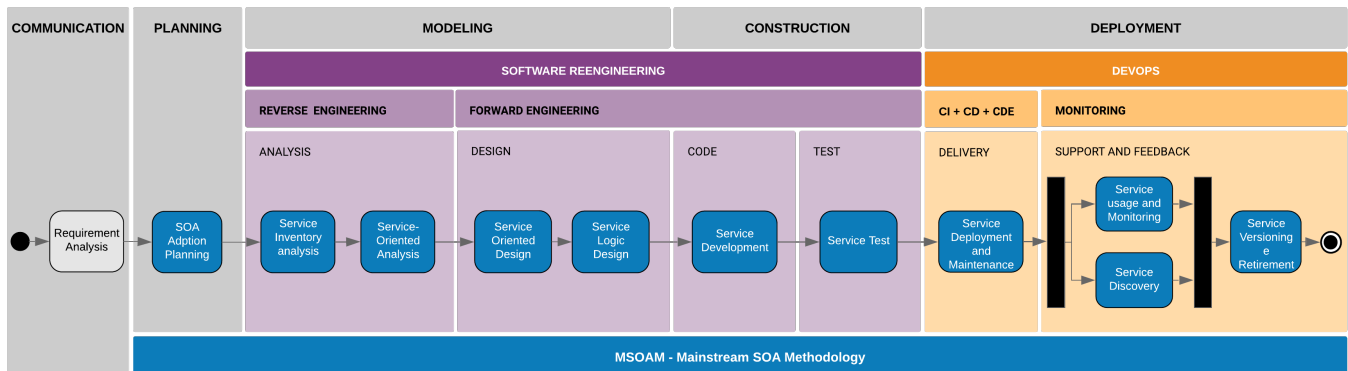 COMMUNICATION
PLANNING
MODELING
CONSTRUCTION
DEPLOYMENT
SOFTWARE REENGINEERING
DEVOPS
REVERSE ENGINEERING
FORWARD ENGINEERING
CI + CD + CDE
MONITORING
ANALYSIS
DESIGN
CODE
TEST
DELIVERY
SUPPORT AND FEEDBACK
Requirement
Analysis
SOA
Adption
Planning
Service
Inventory
analysis
Service-
Oriented
Analysis
Service
Oriented
Design
Service
Logic
Design
Service
Development
Service Test
Service
Deployment
and
Maintenance
Service
usage and
Monitoring
Service
Discovery
Service
Versioning
e
Retirement
MSOAM - Mainstream SOA Methodology